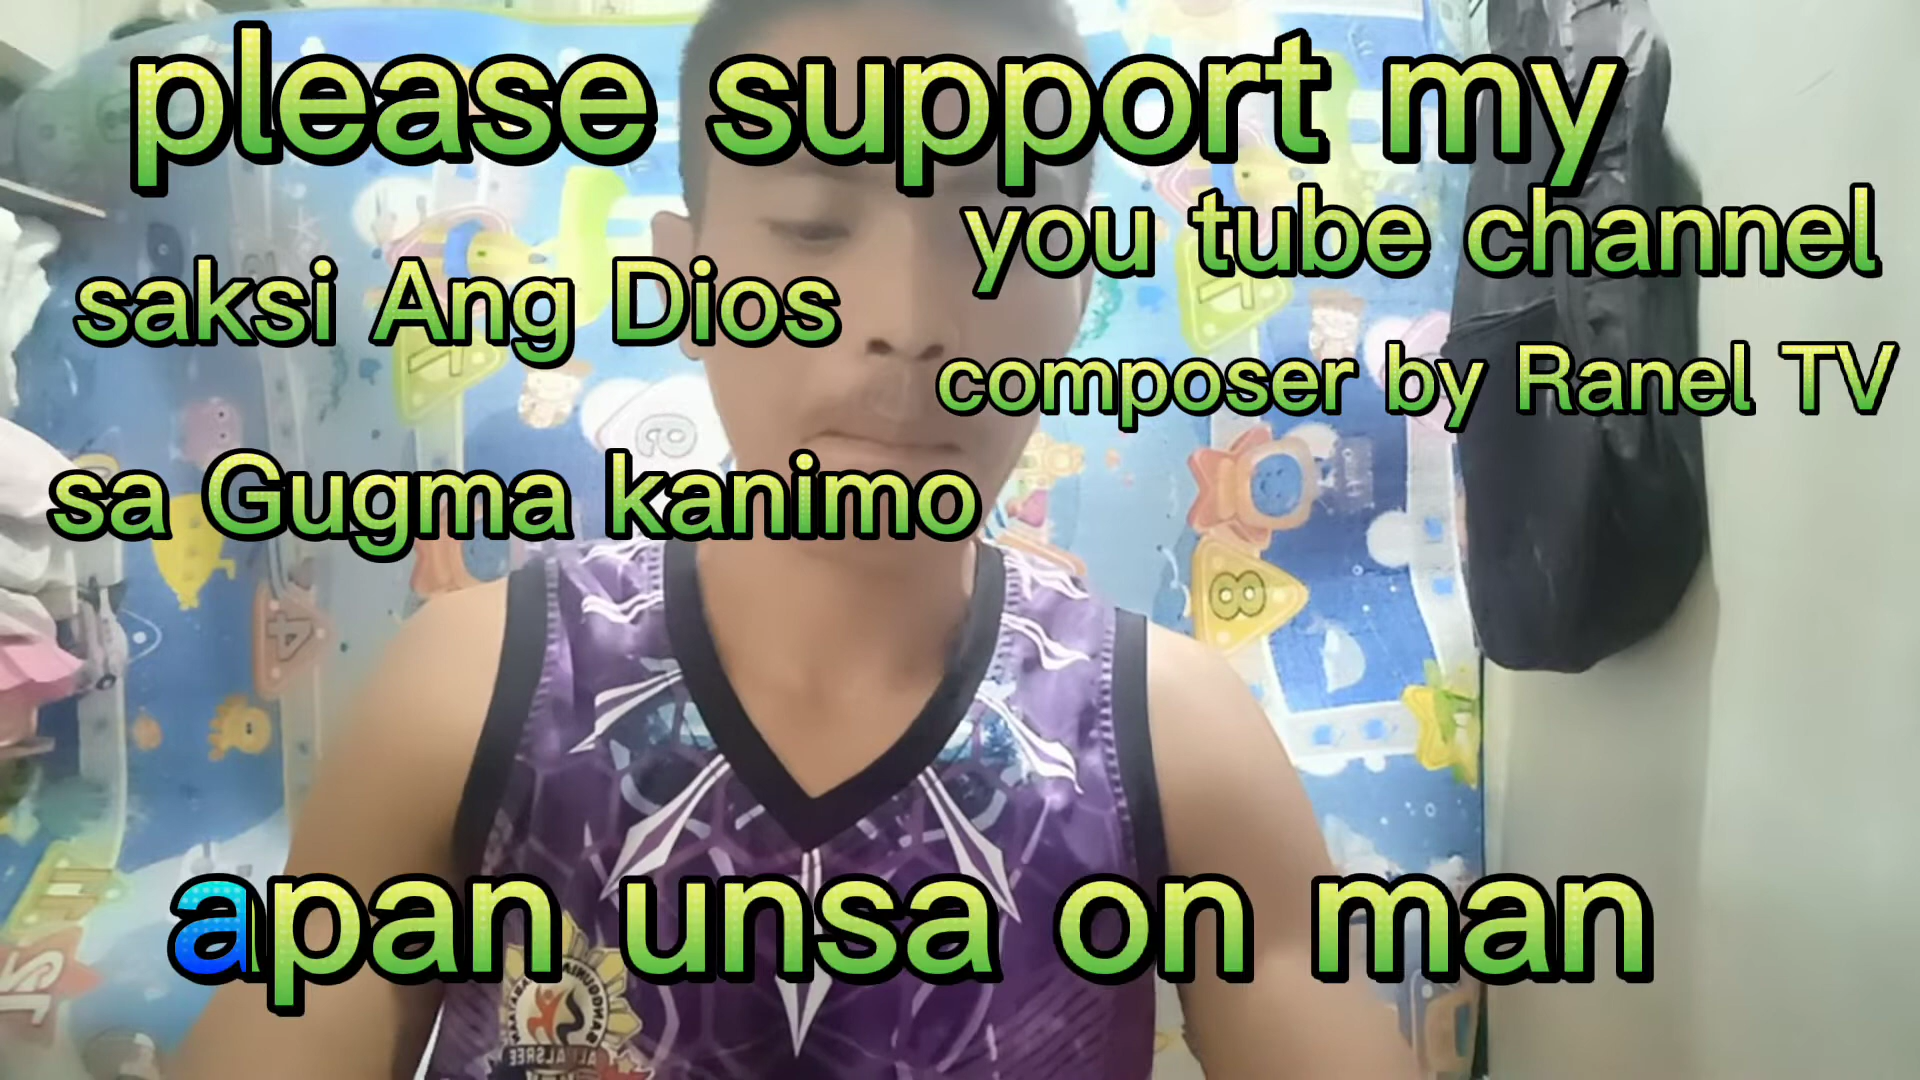 please support my
you tube channel
saksi Ang Dios
composer by Ranel TV
sa Gugma kanimo
apan unsa on man